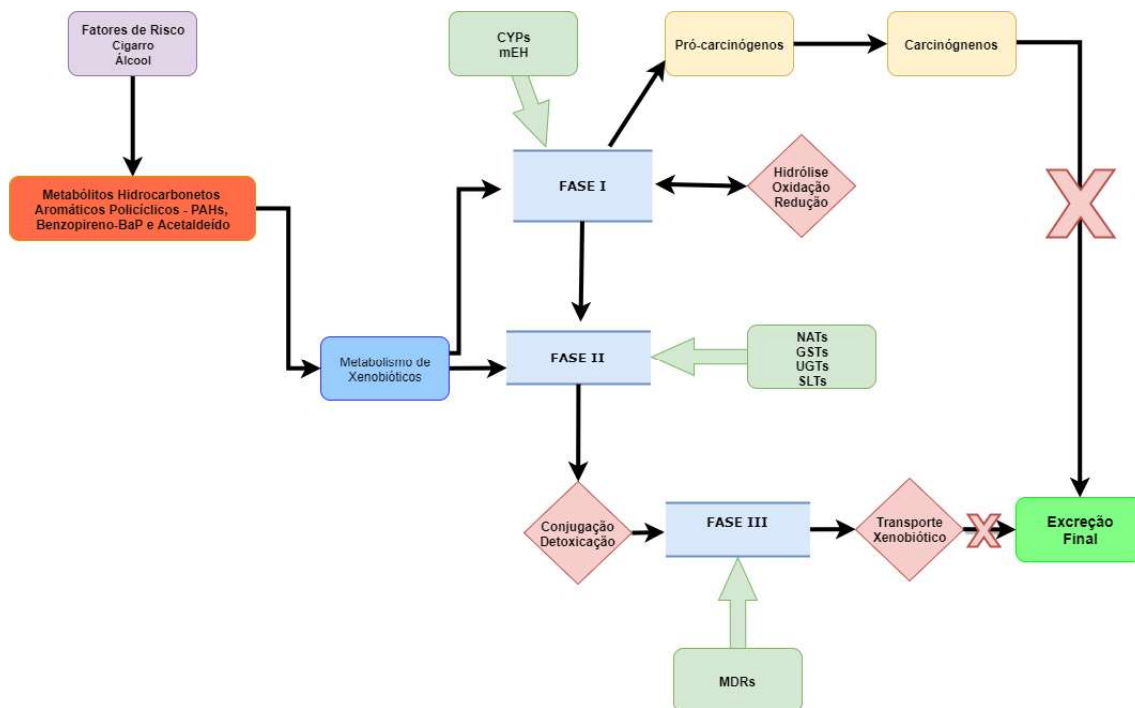 Fatores de Risco
Cigarro
Álcool
CYPs
mEH
Pró-carcinógenos
Carcinógnenos
FASE I
Hidrólise
Oxidação
Redução
Metabólitos Hidrocarbonetos
Aromáticos Policíclicos - PAHs,
Benzopireno-BaP e Acetaldeído
Metabolismo de
Xenobióticos
FASE II
NATs
GSTs
UGTs
SLTs
Conjugação
Detoxicação
FASE III
Transporte
Xenobiótico
Excreção
Final
MDRs